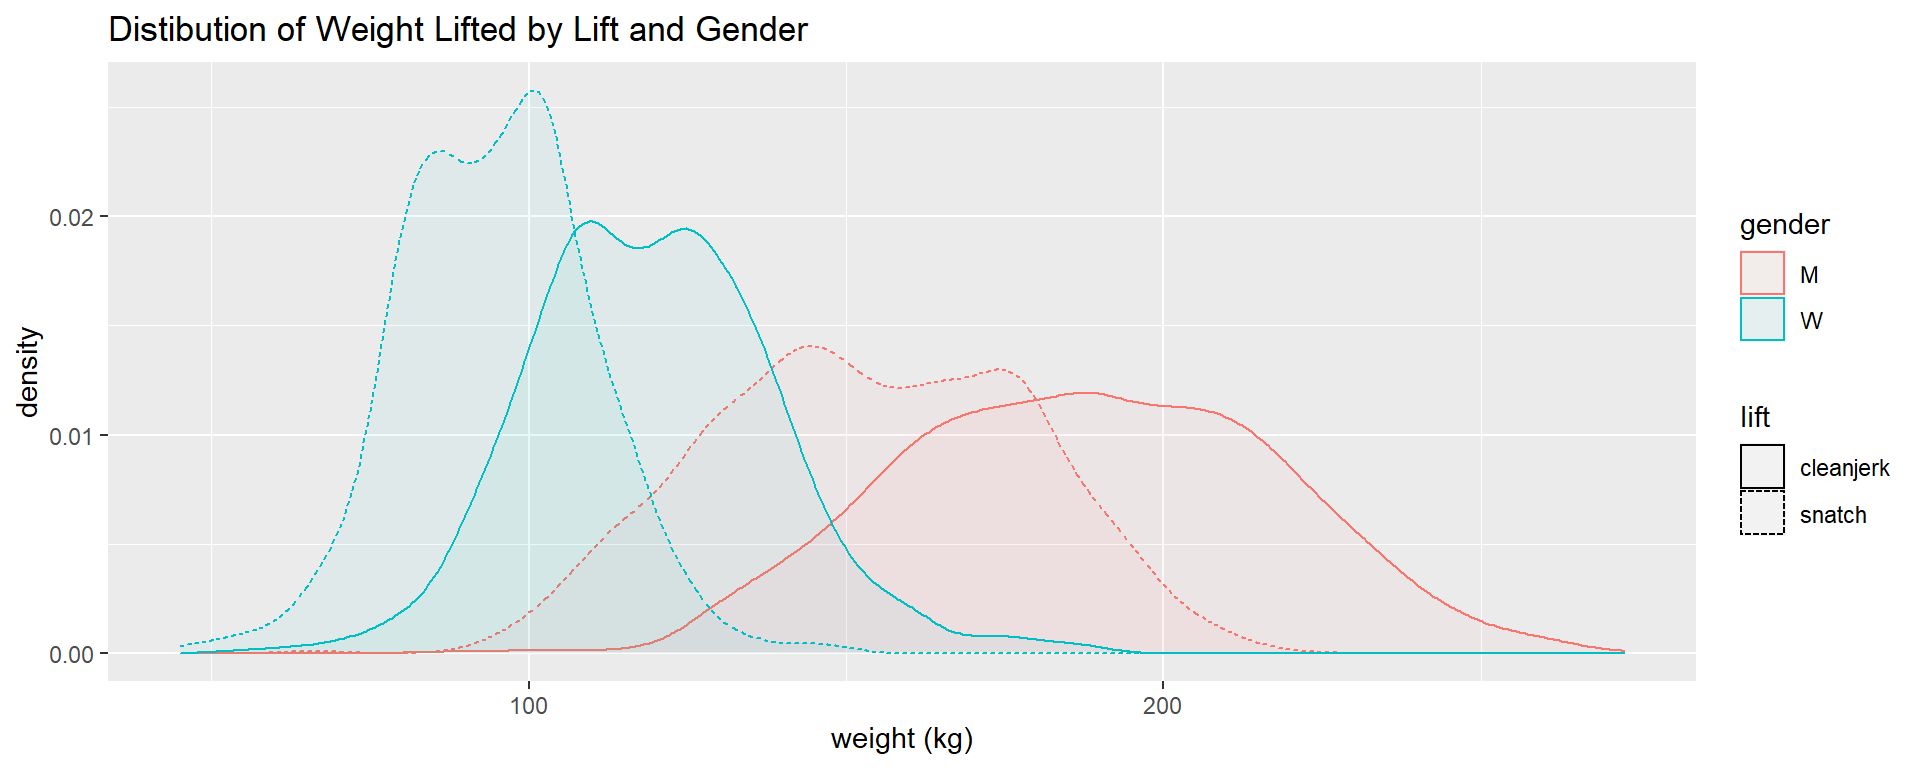 Distibution of Weight Lifted by Lift and Gender
density
0.02
0.01
0.00
100
200
weight (kg)
gender
M
W
lift
cleanjerk
snatch